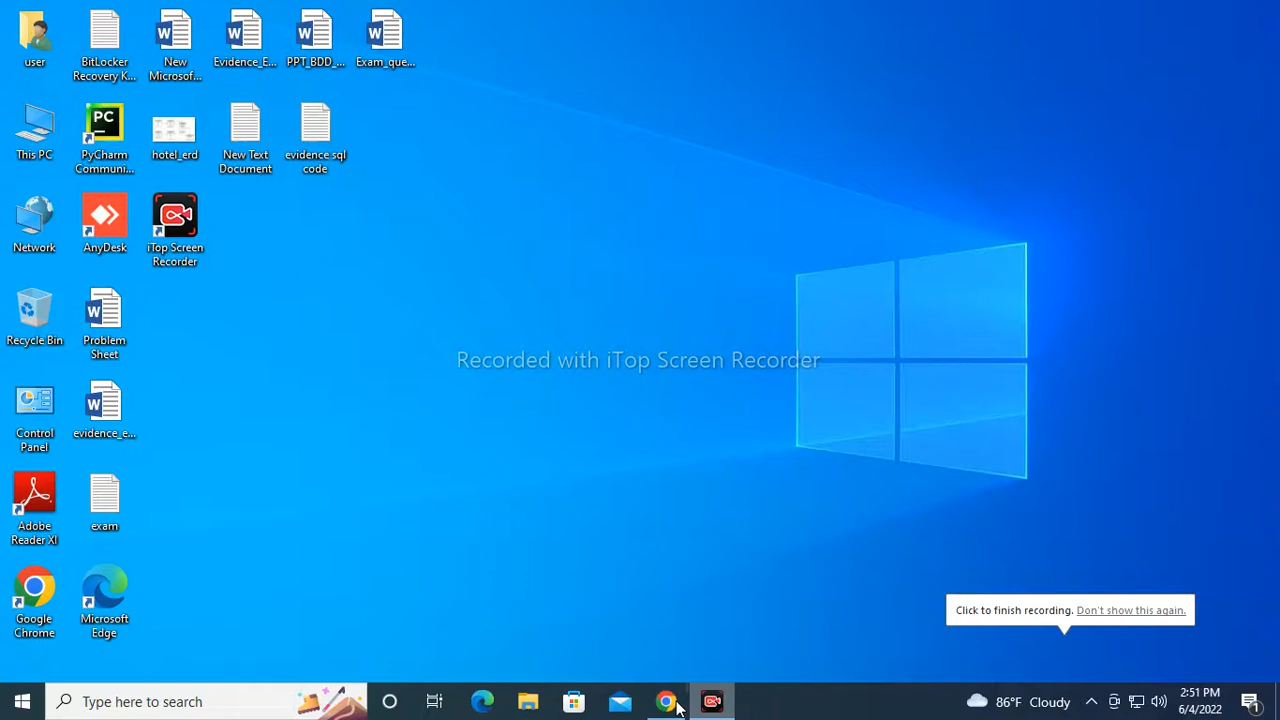 user
BitLocker
Recovery K...
New
Microsof...
Evidence_E...
PPT_BDD_...
Exam_que...
This PC
PC
PyCharm
Communi...
hotel_erd
New Text
Document
evidence sql
code
Network
AnyDesk
iTop Screen
Recorder
Recycle Bin
Problem
Sheet
Recorded with iTop Screen Recorder
Control
Panel
evidence_e...
Adobe
Reader XI
exam
Google
Chrome
Microsoft
Edge
Click to finish recording. Don't show this again.
Type here to search
86°F Cloudy
2:51 PM
6/4/2022
1